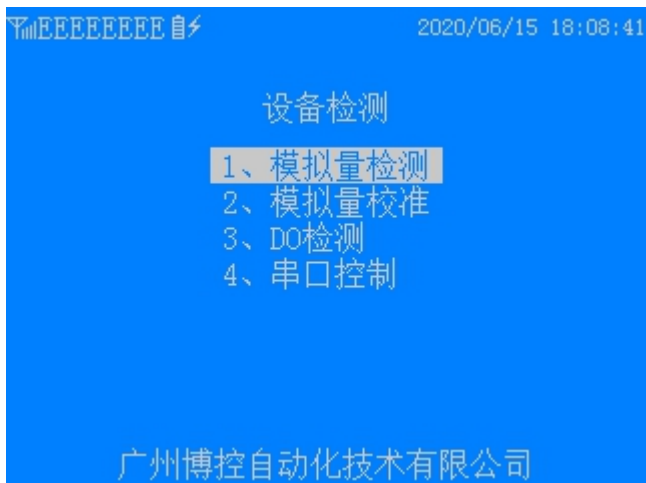 EEEEEEEE 2020/06/15 18:08:41
设备检测
1、模拟量检测
2、模拟量校准
3、DO检测
4、串口控制
广州博控自动化技术有限公司